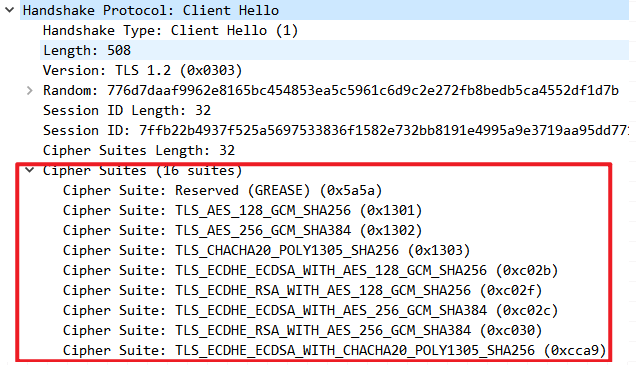 Handshake Protocol: Client Hello
Handshake Type: Client Hello (1)
Length: 508
Version: TLS 1.2 (0x0303)
Random: 776d7daaf9962e8165bc454853ea5c5961c6d9c2e272fb8bedb5ca4552df1d7b
Session ID Length: 32
Session ID: 7ffb22b4937f525a5697533836f1582e732bb8191e4995a9e3719aa95dd771
Cipher Suites Length: 32
Cipher Suites (16 suites)
Cipher Suite: Reserved (GREASE) (0x5a5a)
Cipher Suite: TLS_AES_128_GCM_SHA256 (0x1301)
Cipher Suite: TLS_AES_256_GCM_SHA384 (0x1302)
Cipher Suite: TLS_CHACHA20_POLY1305_SHA256 (0x1303)
Cipher Suite: TLS_ECDHE_ECDSA_WITH_AES_128_GCM_SHA256 (0xc02b)
Cipher Suite: TLS_ECDHE_RSA_WITH_AES_128_GCM_SHA256 (0xc02f)
Cipher Suite: TLS_ECDHE_ECDSA_WITH_AES_256_GCM_SHA384 (0xc02c)
Cipher Suite: TLS_ECDHE_RSA_WITH_AES_256_GCM_SHA384 (0xc030)
Cipher Suite: TLS_ECDHE_ECDSA_WITH_CHACHA20_POLY1305_SHA256 (0xcca9)